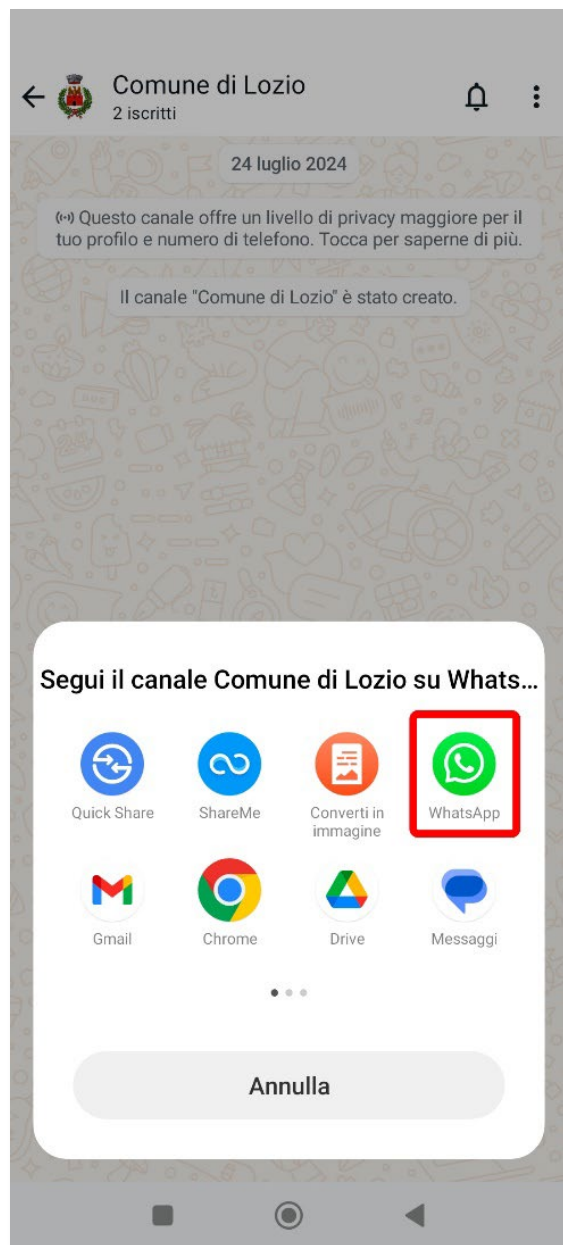 Comune di Lozio
2 iscritti
24 luglio 2024
Questo canale offre un livello di privacy maggiore per il
tuo profilo e numero di telefono. Tocca per saperne di più.
Il canale "Comune di Lozio" è stato creato.
Segui il canale Comune di Lozio su Whats...
Quick Share
ShareMe
Converti in
immagine
WhatsApp
Gmail
Chrome
Drive
Messaggi
Annulla